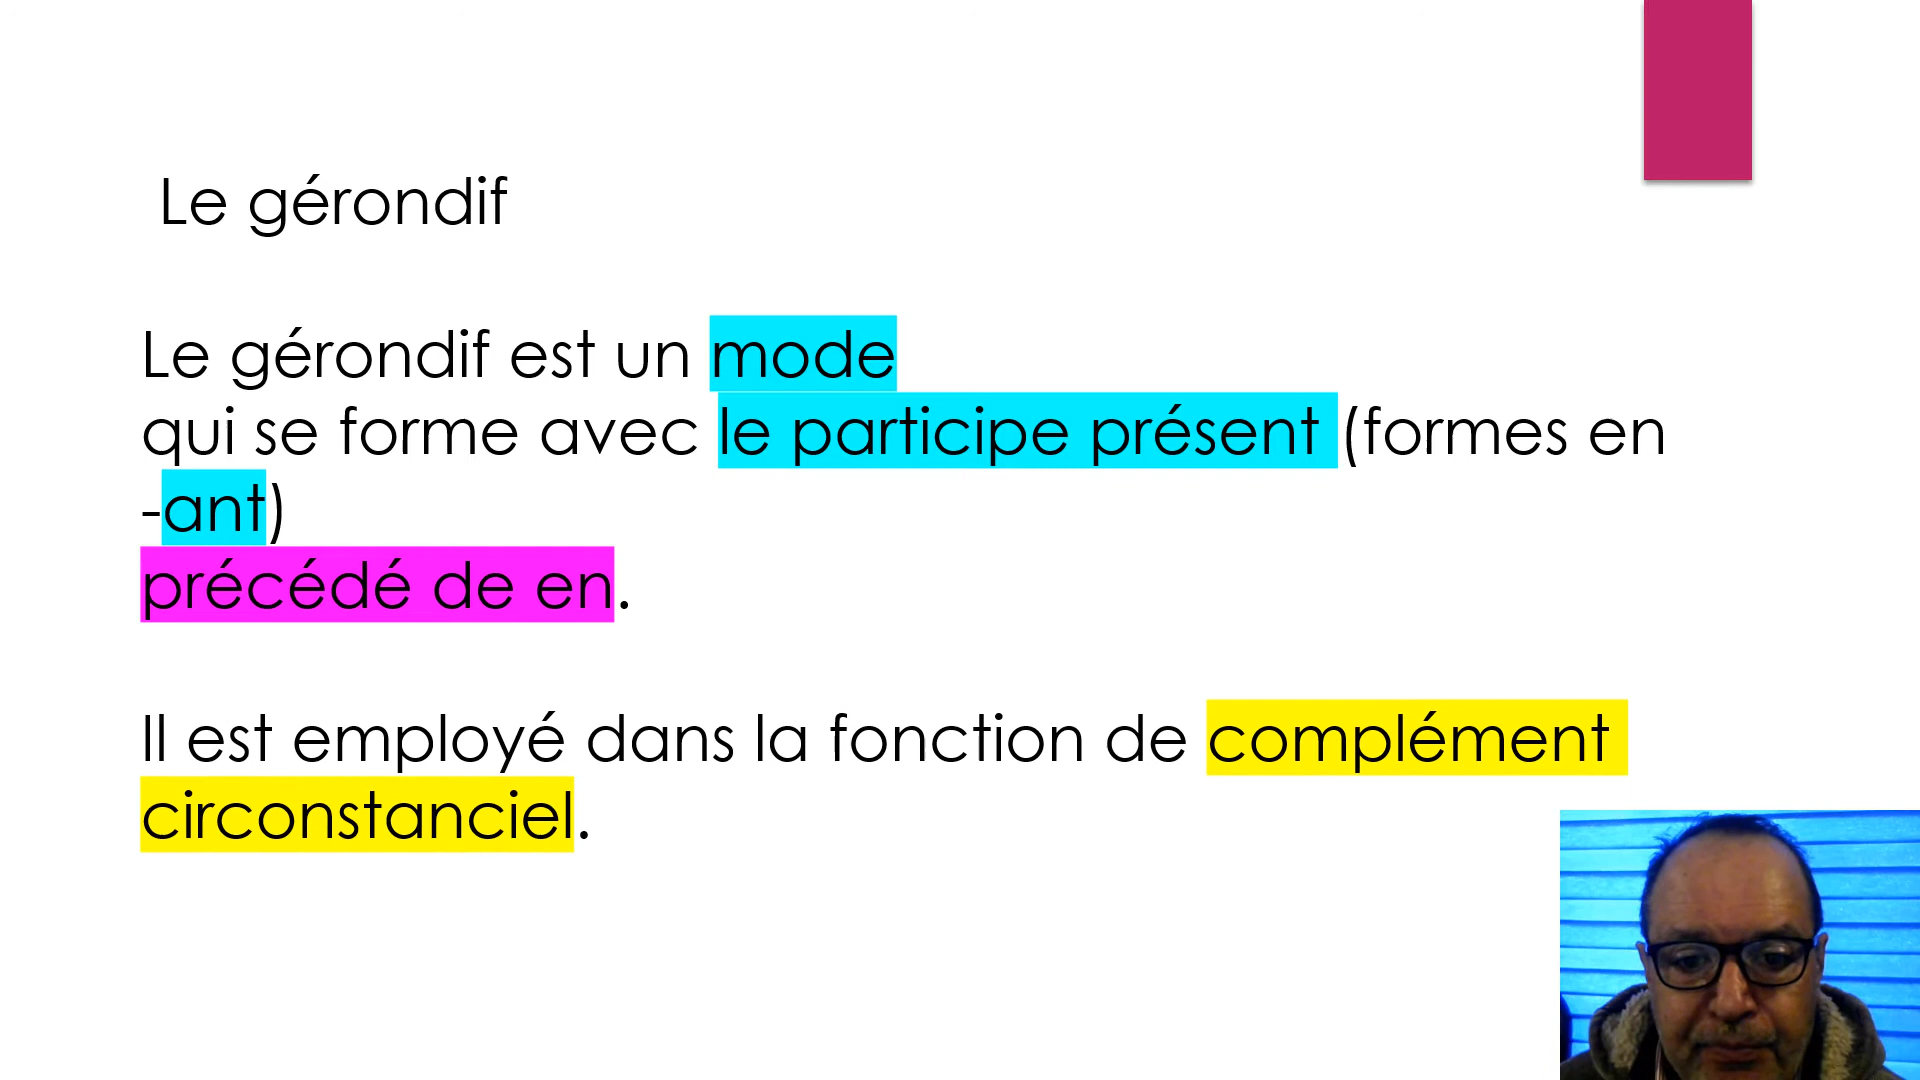 Le gérondif
Le gérondif est un mode
qui se forme avec le participe présent (formes en
-ant)
précédé de en.
Il est employé dans la fonction de complément
circonstanciel.